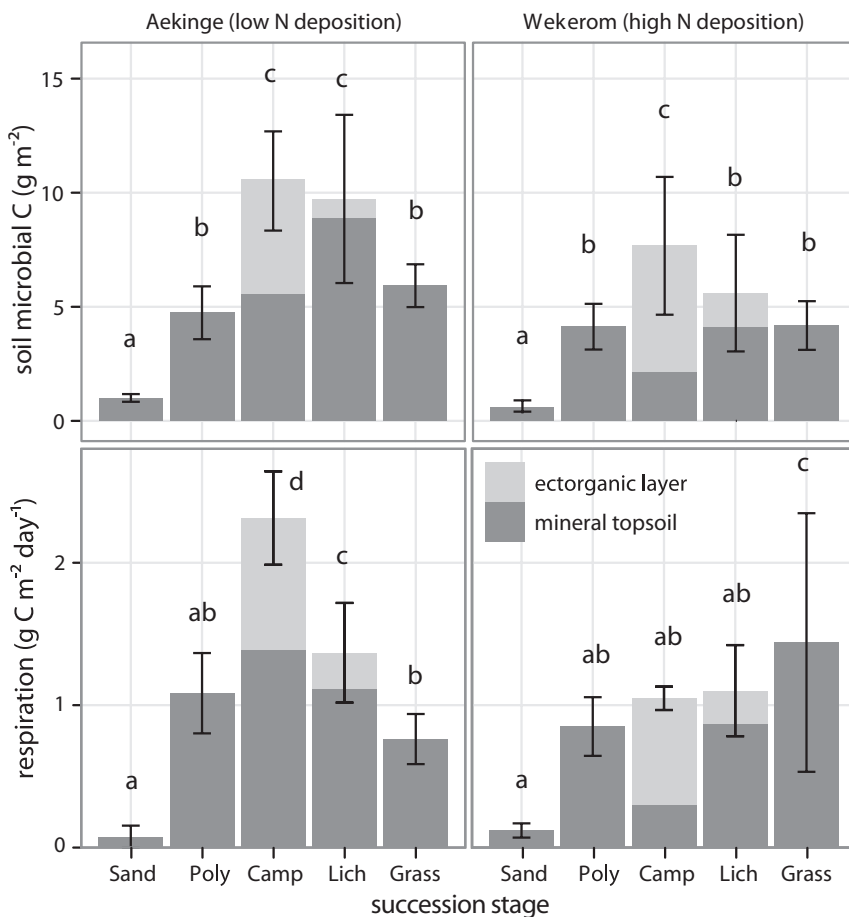 Aekinge (low N deposition)
Wekerom (high N deposition)
soil microbial C (g m⁻²)
15
10
5
0
a
b
c
c
b
a
b
c
b
b
respiration (g C m⁻² day⁻¹)
2
1
0
a
ab
d
c
b
ectorganic layer
mineral topsoil
a
ab
ab
ab
c
Sand Poly Camp Lich Grass
Sand Poly Camp Lich Grass
succession stage